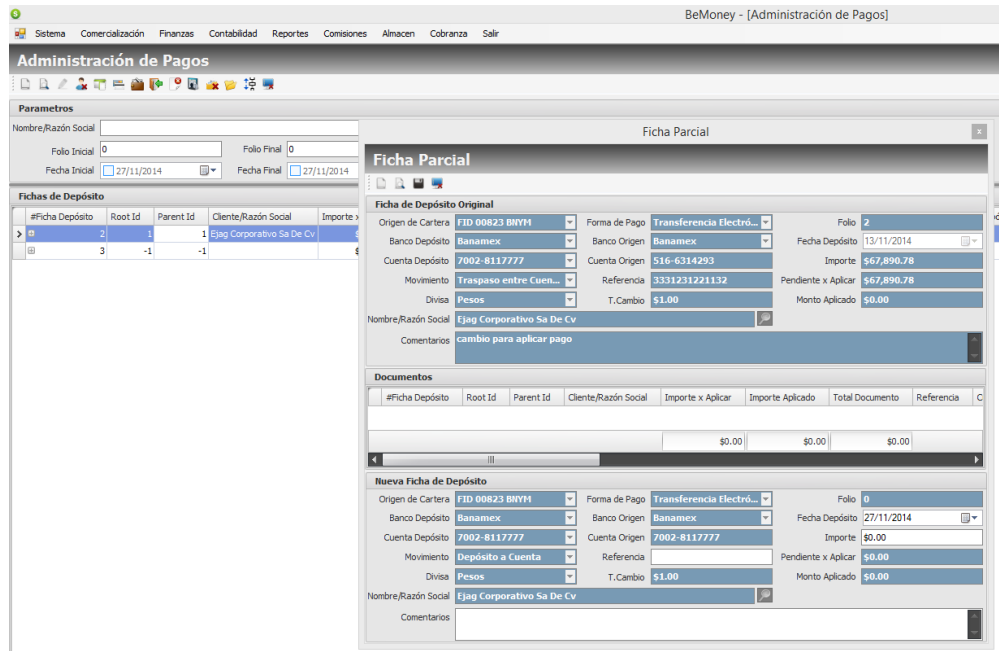 BeMoney - [Administración de Pagos]
Sistema Comercialización Finanzas Contabilidad Reportes Comisiones Almacen Cobranza Salir
Administración de Pagos
Parametros
Nombre/Razón Social
Folio Inicial 0 Folio Final 0
Fecha Inicial 27/11/2014 Fecha Final 27/11/2014
Fichas de Depósito
#Ficha Depósito Root Id Parent Id Cliente/Razón Social Importe x
2 1 1 Ejag Corporativo Sa De Cv $
3 -1 -1 $
Ficha Parcial
Ficha Parcial
Ficha de Depósito Original
Origen de Cartera FID 00823 BNYM Forma de Pago Transferencia Electró... Folio 2
Banco Depósito Banamex Banco Origen Banamex Fecha Depósito 13/11/2014
Cuenta Depósito 7002-8117777 Cuenta Origen 516-6314293 Importe $67,890.78
Movimiento Traspaso entre Cuen... Referencia 3331231221132 Pendiente x Aplicar $67,890.78
Divisa Pesos T.Cambio $1.00 Monto Aplicado $0.00
Nombre/Razón Social Ejag Corporativo Sa De Cv
Comentarios cambio para aplicar pago
Documentos
#Ficha Depósito Root Id Parent Id Cliente/Razón Social Importe x Aplicar Importe Aplicado Total Documento Referencia C
$0.00 $0.00 $0.00
Nueva Ficha de Depósito
Origen de Cartera FID 00823 BNYM Forma de Pago Transferencia Electró... Folio 0
Banco Depósito Banamex Banco Origen Banamex Fecha Depósito 27/11/2014
Cuenta Depósito 7002-8117777 Cuenta Origen 7002-8117777 Importe $0.00
Movimiento Depósito a Cuenta Referencia Pendiente x Aplicar $0.00
Divisa Pesos T.Cambio $1.00 Monto Aplicado $0.00
Nombre/Razón Social Ejag Corporativo Sa De Cv
Comentarios